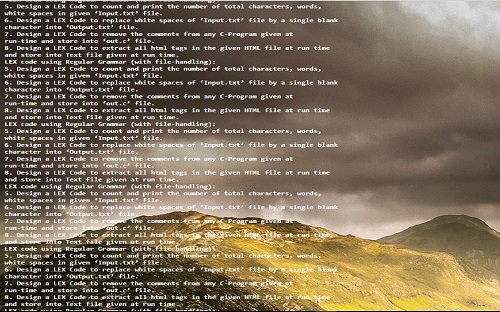 5. Design a LEX Code to count and print the number of total characters, words,
white spaces in given ‘Input.txt’ file.
6. Design a LEX Code to replace white spaces of ‘Input.txt’ file by a single blank
character into ‘Output.txt’ file.
7. Design a LEX Code to remove the comments from any C-Program given at
run-time and store into ‘out.c’ file.
8. Design a LEX Code to extract all html tags in the given HTML file at run time
and store into Text file given at run time.
LEX code using Regular Grammar (with file-handling):
5. Design a LEX Code to count and print the number of total characters, words,
white spaces in given ‘Input.txt’ file.
6. Design a LEX Code to replace white spaces of ‘Input.txt’ file by a single blank
character into ‘Output.txt’ file.
7. Design a LEX Code to remove the comments from any C-Program given at
run-time and store into ‘out.c’ file.
8. Design a LEX Code to extract all html tags in the given HTML file at run time
and store into Text file given at run time.
LEX code using Regular Grammar (with file-handling):
5. Design a LEX Code to count and print the number of total characters, words,
white spaces in given ‘Input.txt’ file.
6. Design a LEX Code to replace white spaces of ‘Input.txt’ file by a single blank
character into ‘Output.txt’ file.
7. Design a LEX Code to remove the comments from any C-Program given at
run-time and store into ‘out.c’ file.
8. Design a LEX Code to extract all html tags in the given HTML file at run time
and store into Text file given at run time.
LEX code using Regular Grammar (with file-handling):
5. Design a LEX Code to count and print the number of total characters, words,
white spaces in given ‘Input.txt’ file.
6. Design a LEX Code to replace white spaces of ‘Input.txt’ file by a single blank
character into ‘Output.txt’ file.
7. Design a LEX Code to remove the comments from any C-Program given at
run-time and store into ‘out.c’ file.
8. Design a LEX Code to extract all html tags in the given HTML file at run time
and store into Text file given at run time.
LEX code using Regular Grammar (with file-handling):
5. Design a LEX Code to count and print the number of total characters, words,
white spaces in given ‘Input.txt’ file.
6. Design a LEX Code to replace white spaces of ‘Input.txt’ file by a single blank
character into ‘Output.txt’ file.
7. Design a LEX Code to remove the comments from any C-Program given at
run-time and store into ‘out.c’ file.
8. Design a LEX Code to extract all html tags in the given HTML file at run time
and store into Text file given at run time.
LEX code using Regular Grammar (with file-handling):